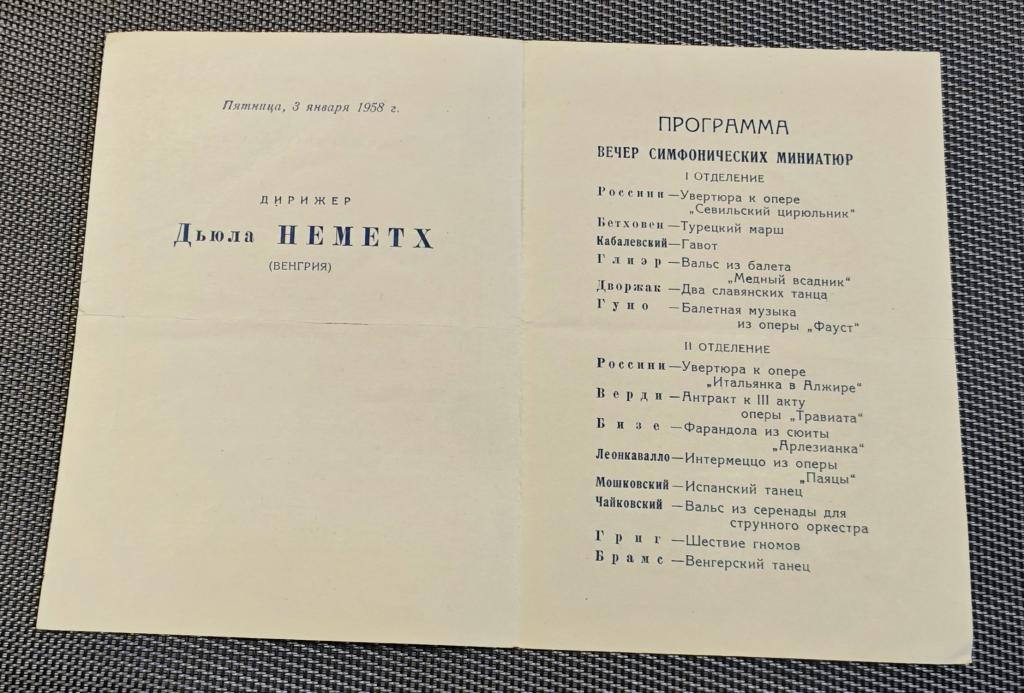 Пятница, 3 января 1958 г.
ДИРИЖЕР
Дьюла НЕМЕТХ
(ВЕНГРИЯ)
ПРОГРАММА
ВЕЧЕР СИМФОНИЧЕСКИХ МИНИАТЮР
I ОТДЕЛЕНИЕ
Россини—Увертюра к опере
„Севильский цирюльник"
Бетховен—Турецкий марш
Кабалевский—Гавот
Глиэр—Вальс из балета
„Медный всадник"
Дворжак—Два славянских танца
Гуно—Балетная музыка
из оперы „Фауст"
II ОТДЕЛЕНИЕ
Россини—Увертюра к опере
„Итальянка в Алжире"
Верди—Антракт к III акту
оперы „Травиата"
Бизе—Фарандола из сюиты
„Арлезианка"
Леонкавалло—Интермеццо из оперы
„Паяцы"
Мошковский—Испанский танец
Чайковский—Вальс из серенады для
струнного оркестра
Григ—Шествие гномов
Брамс—Венгерский танец